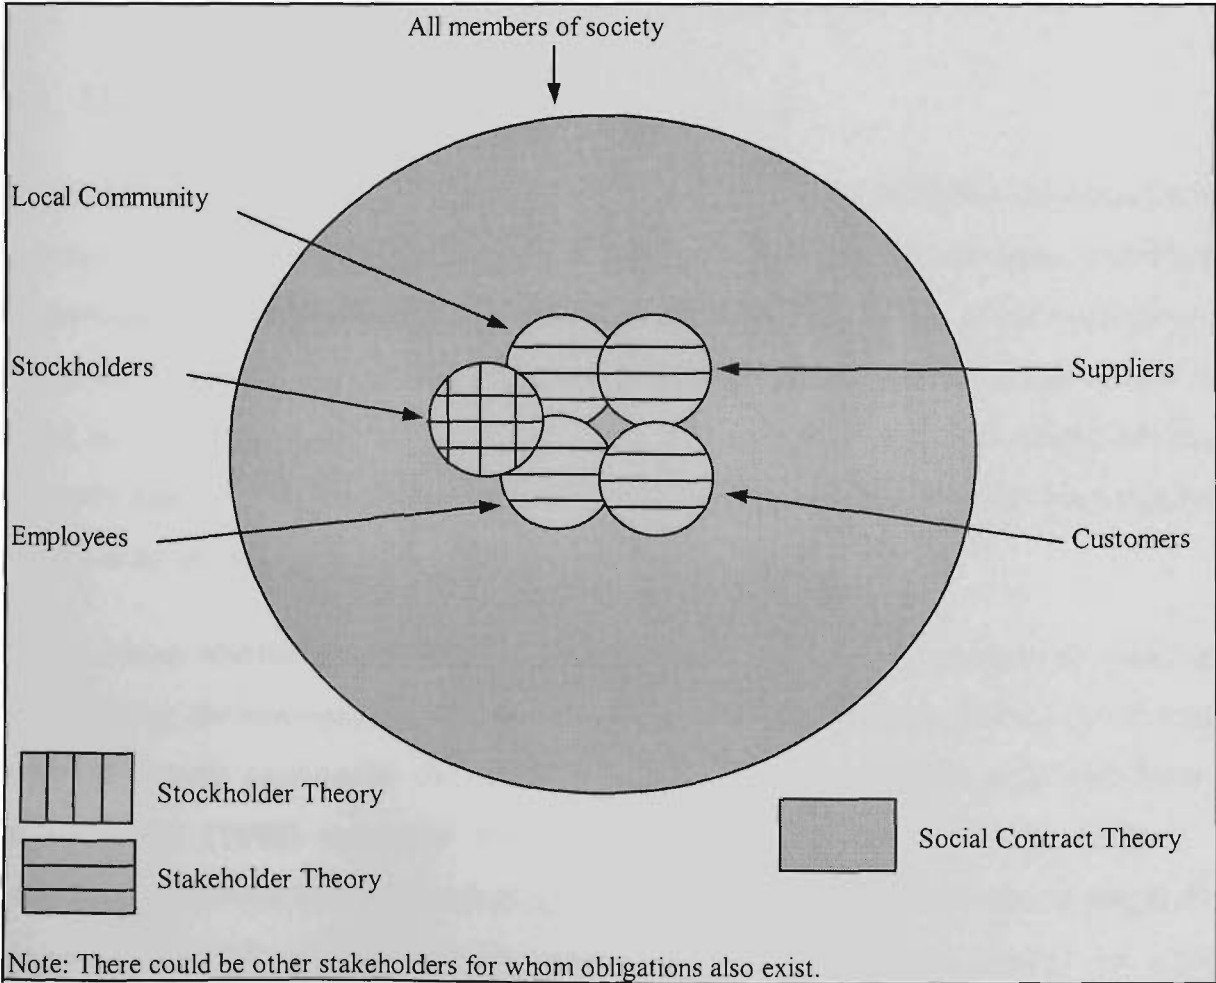 All members of society
Local Community
Stockholders
Suppliers
Employees
Customers
Stockholder Theory
Stakeholder Theory
Social Contract Theory
Note: There could be other stakeholders for whom obligations also exist.